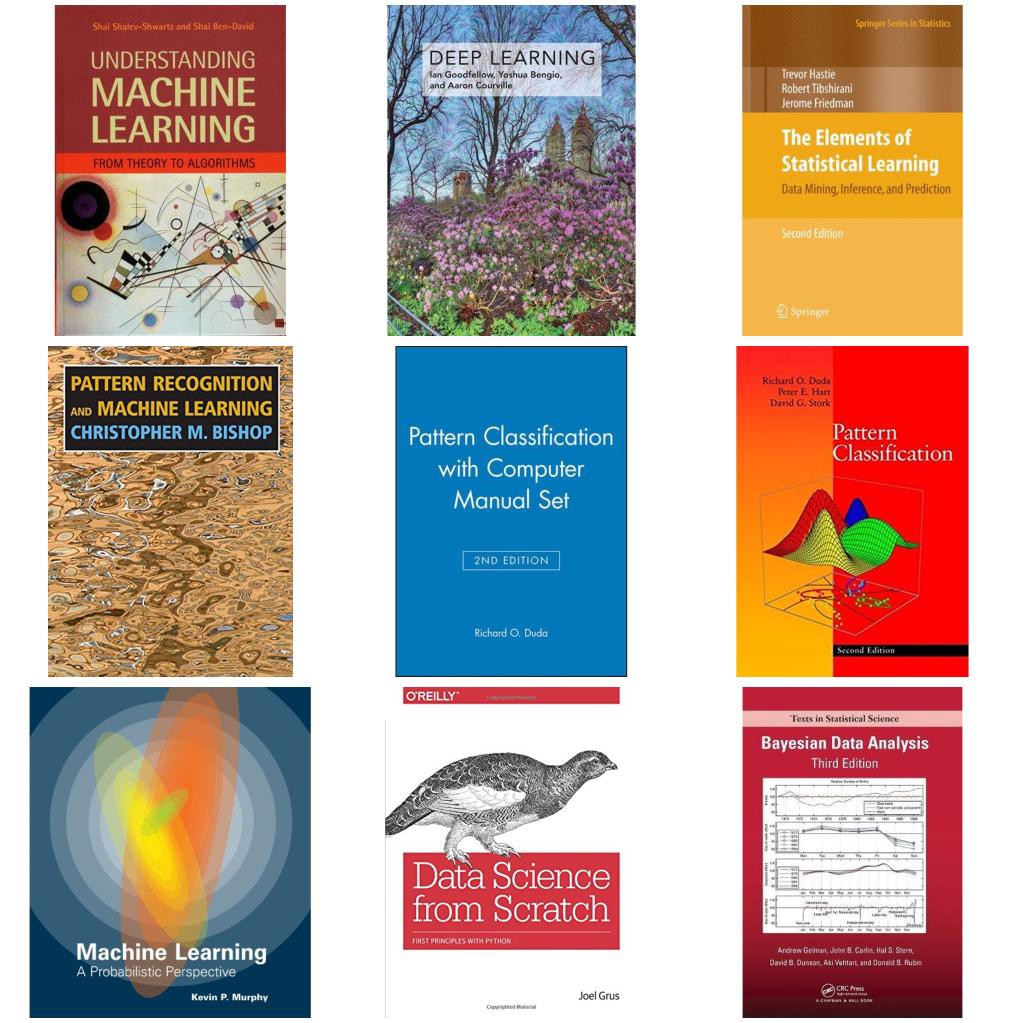 Shai Shalev-Shwartz and Shai Ben-David
UNDERSTANDING
MACHINE
LEARNING
FROM THEORY TO ALGORITHMS
DEEP LEARNING
Ian Goodfellow, Yoshua Bengio,
and Aaron Courville
Springer Series in Statistics
Trevor Hastie
Robert Tibshirani
Jerome Friedman
The Elements of
Statistical Learning
Data Mining, Inference, and Prediction
Second Edition
Springer
PATTERN RECOGNITION
AND MACHINE LEARNING
CHRISTOPHER M. BISHOP
Pattern Classification
with Computer
Manual Set
2ND EDITION
Richard O. Duda
Richard O. Duda
Peter E. Hart
David G. Stork
Pattern
Classification
Second Edition
Machine Learning
A Probabilistic Perspective
Kevin P. Murphy
O'REILLY®
Copyrighted Material
Data Science
from Scratch
FIRST PRINCIPLES WITH PYTHON
Joel Grus
Copyrighted Material
Texts in Statistical Science
Bayesian Data Analysis
Third Edition
Andrew Gelman, John B. Carlin, Hal S. Stern,
David B. Dunson, Aki Vehtari, and Donald B. Rubin
CRC Press
A CHAPMAN & HALL BOOK